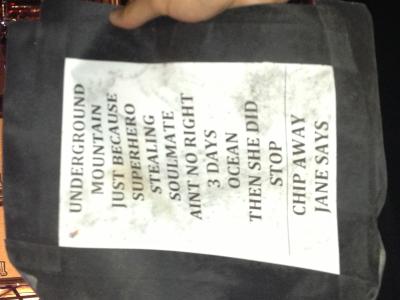 UNDERGROUND
MOUNTAIN
JUST BECAUSE
SUPERHERO
STEALING
SOULMATE
AINT NO RIGHT
3 DAYS
OCEAN
THEN SHE DID
STOP
CHIP AWAY
JANE SAYS